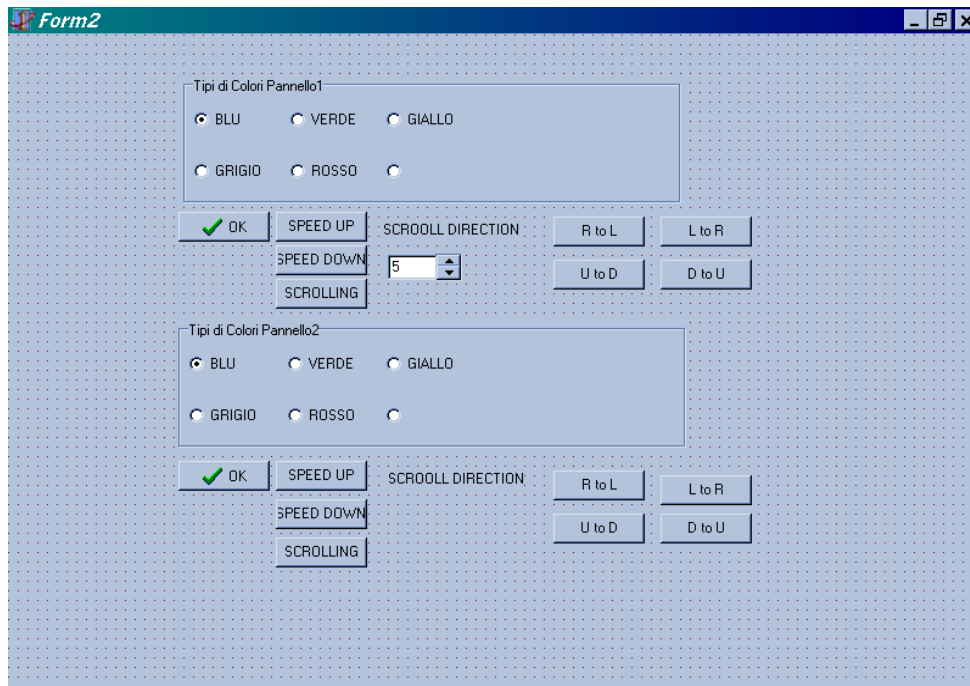 Form2
Tipi di Colori Pannello1
BLU VERDE GIALLO
GRIGIO ROSSO
OK SPEED UP SCROOLL DIRECTION R to L L to R
SPEED DOWN 5 U to D D to U
SCROLLING
Tipi di Colori Pannello2
BLU VERDE GIALLO
GRIGIO ROSSO
OK SPEED UP SCROOLL DIRECTION R to L L to R
SPEED DOWN U to D D to U
SCROLLING